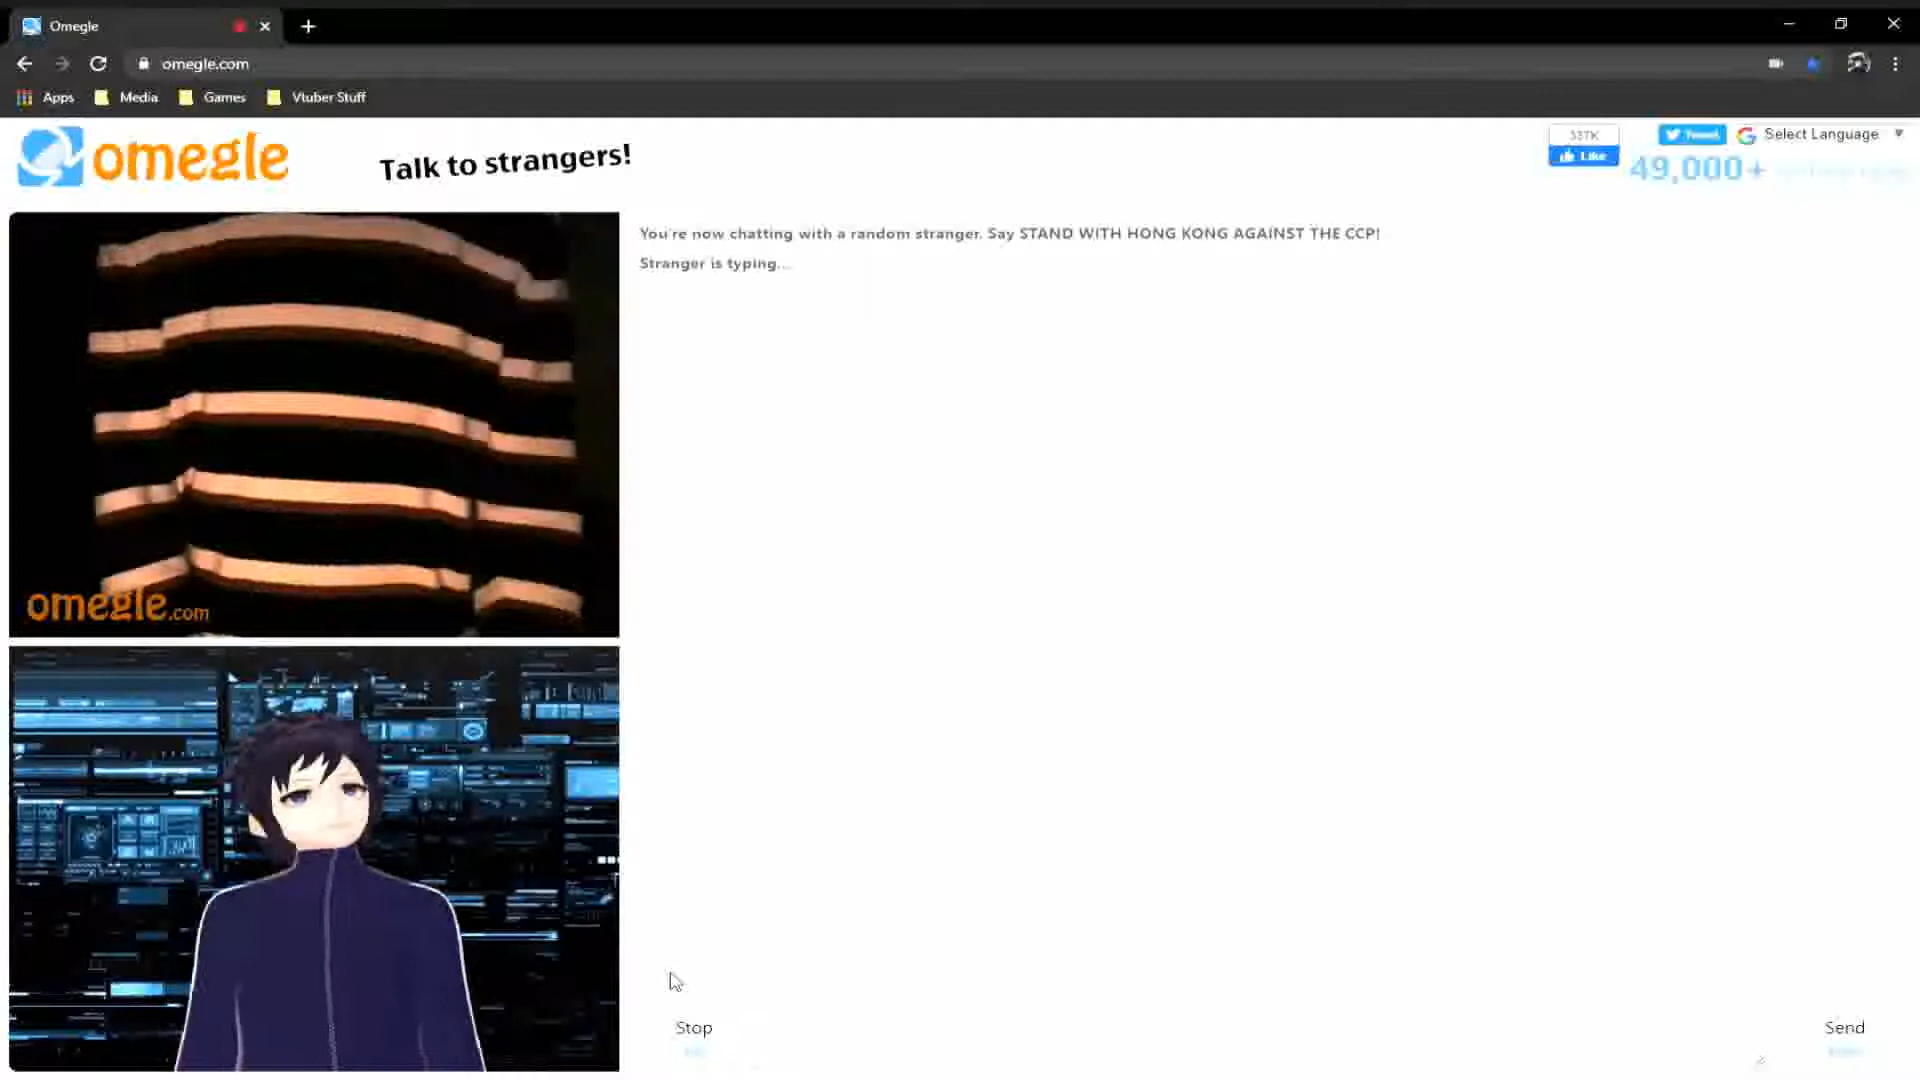 Omegle
omegle.com
Apps
Media
Games
Vtuber Stuff
omegle
Talk to strangers!
337K
Like
Tweet
Select Language
49,000+
You're now chatting with a random stranger. Say STAND WITH HONG KONG AGAINST THE CCP!
Stranger is typing...
omegle.com
Stop
Send